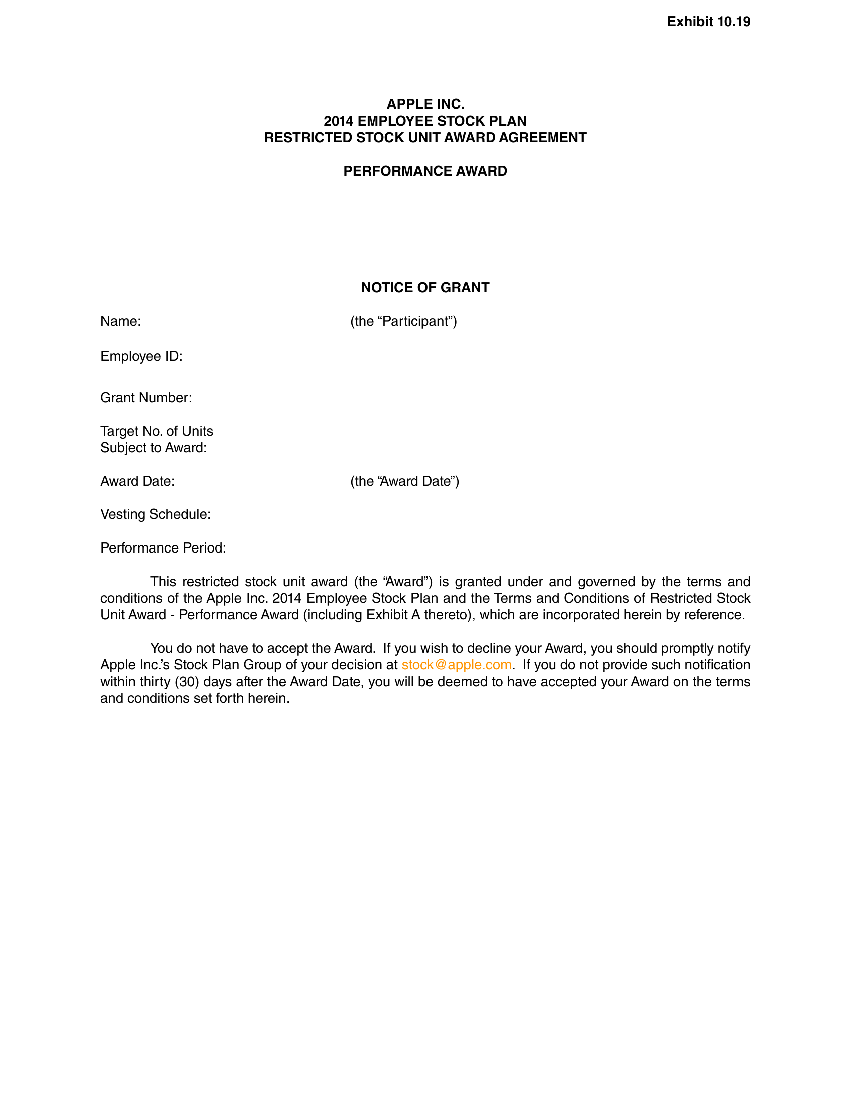 Exhibit 10.19
APPLE INC.
2014 EMPLOYEE STOCK PLAN
RESTRICTED STOCK UNIT AWARD AGREEMENT
PERFORMANCE AWARD
NOTICE OF GRANT
Name: (the “Participant”)
Employee ID:
Grant Number:
Target No. of Units
Subject to Award:
Award Date: (the “Award Date”)
Vesting Schedule:
Performance Period:
This restricted stock unit award (the “Award”) is granted under and governed by the terms and
conditions of the Apple Inc. 2014 Employee Stock Plan and the Terms and Conditions of Restricted Stock
Unit Award - Performance Award (including Exhibit A thereto), which are incorporated herein by reference.
You do not have to accept the Award. If you wish to decline your Award, you should promptly notify
Apple Inc.’s Stock Plan Group of your decision at stock@apple.com. If you do not provide such notification
within thirty (30) days after the Award Date, you will be deemed to have accepted your Award on the terms
and conditions set forth herein.